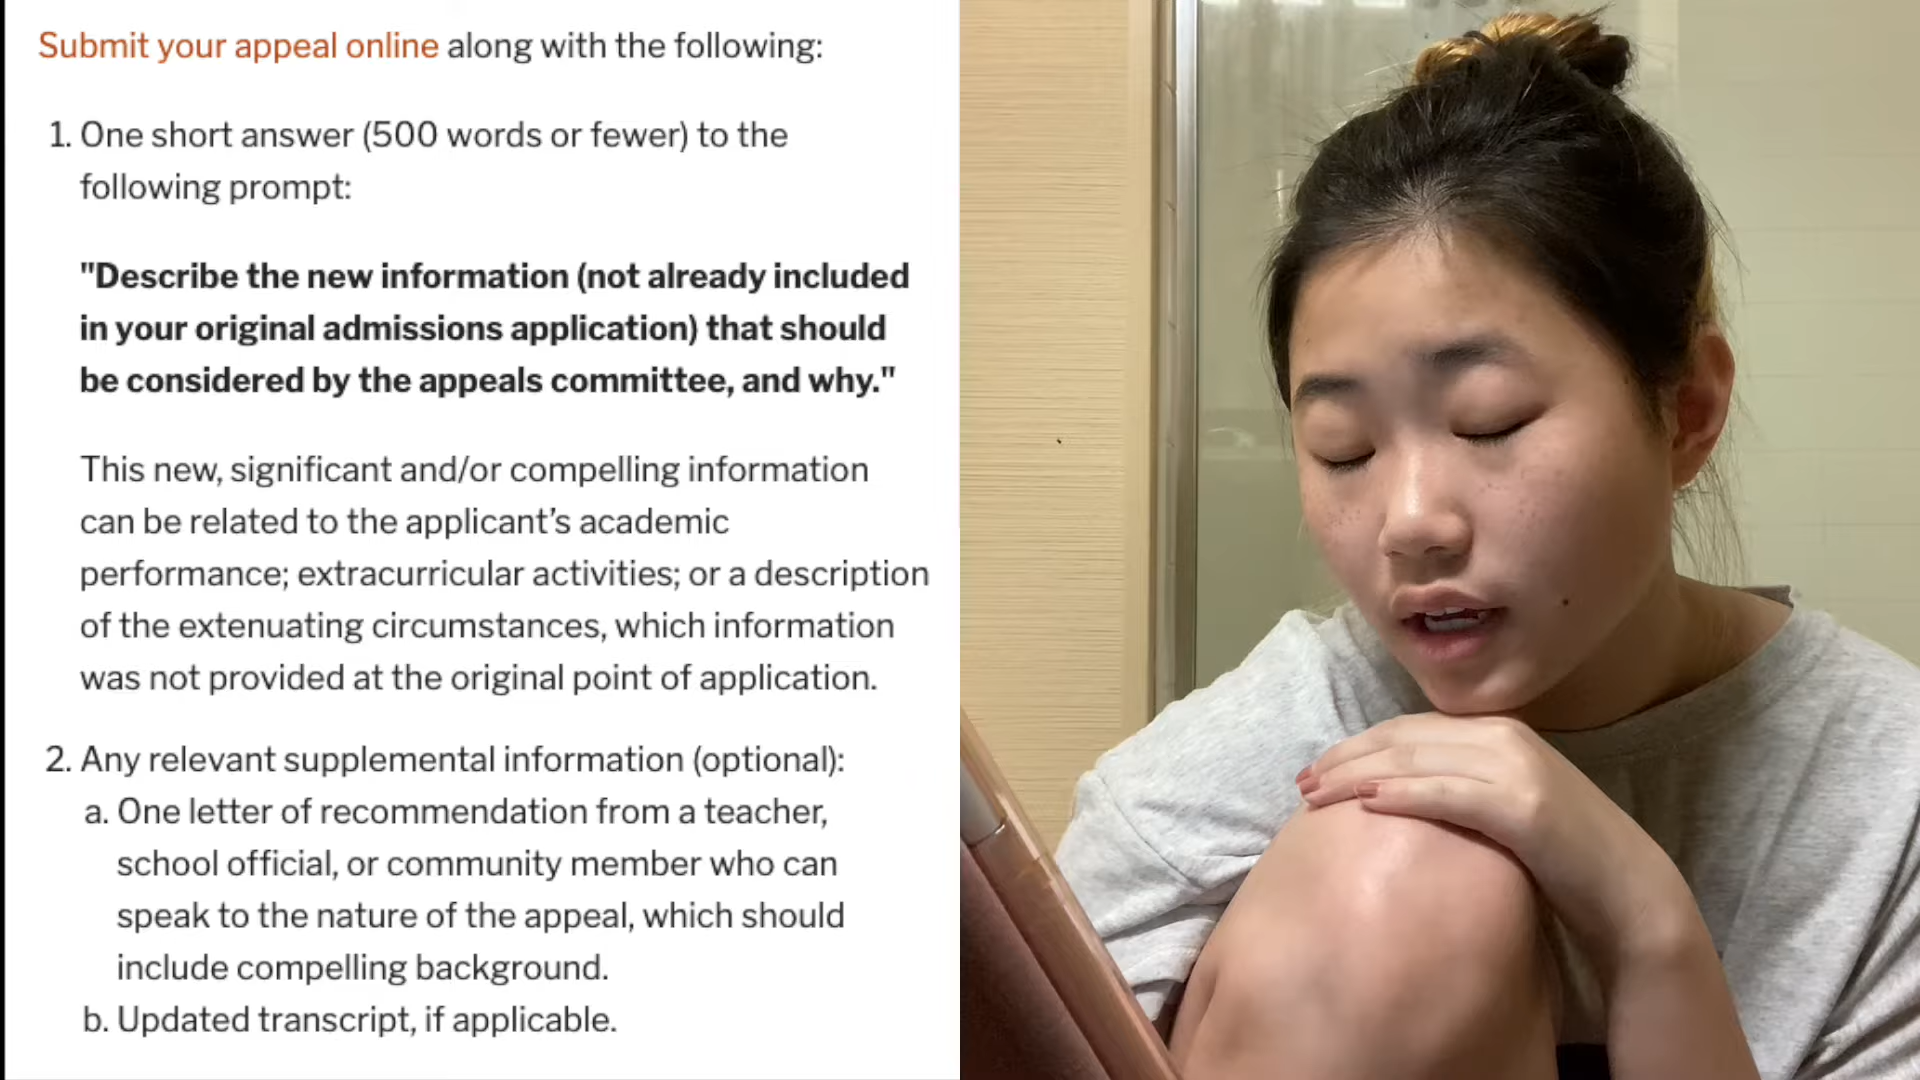 Submit your appeal online along with the following:
1. One short answer (500 words or fewer) to the
following prompt:
"Describe the new information (not already included
in your original admissions application) that should
be considered by the appeals committee, and why."
This new, significant and/or compelling information
can be related to the applicant’s academic
performance; extracurricular activities; or a description
of the extenuating circumstances, which information
was not provided at the original point of application.
2. Any relevant supplemental information (optional):
a. One letter of recommendation from a teacher,
school official, or community member who can
speak to the nature of the appeal, which should
include compelling background.
b. Updated transcript, if applicable.